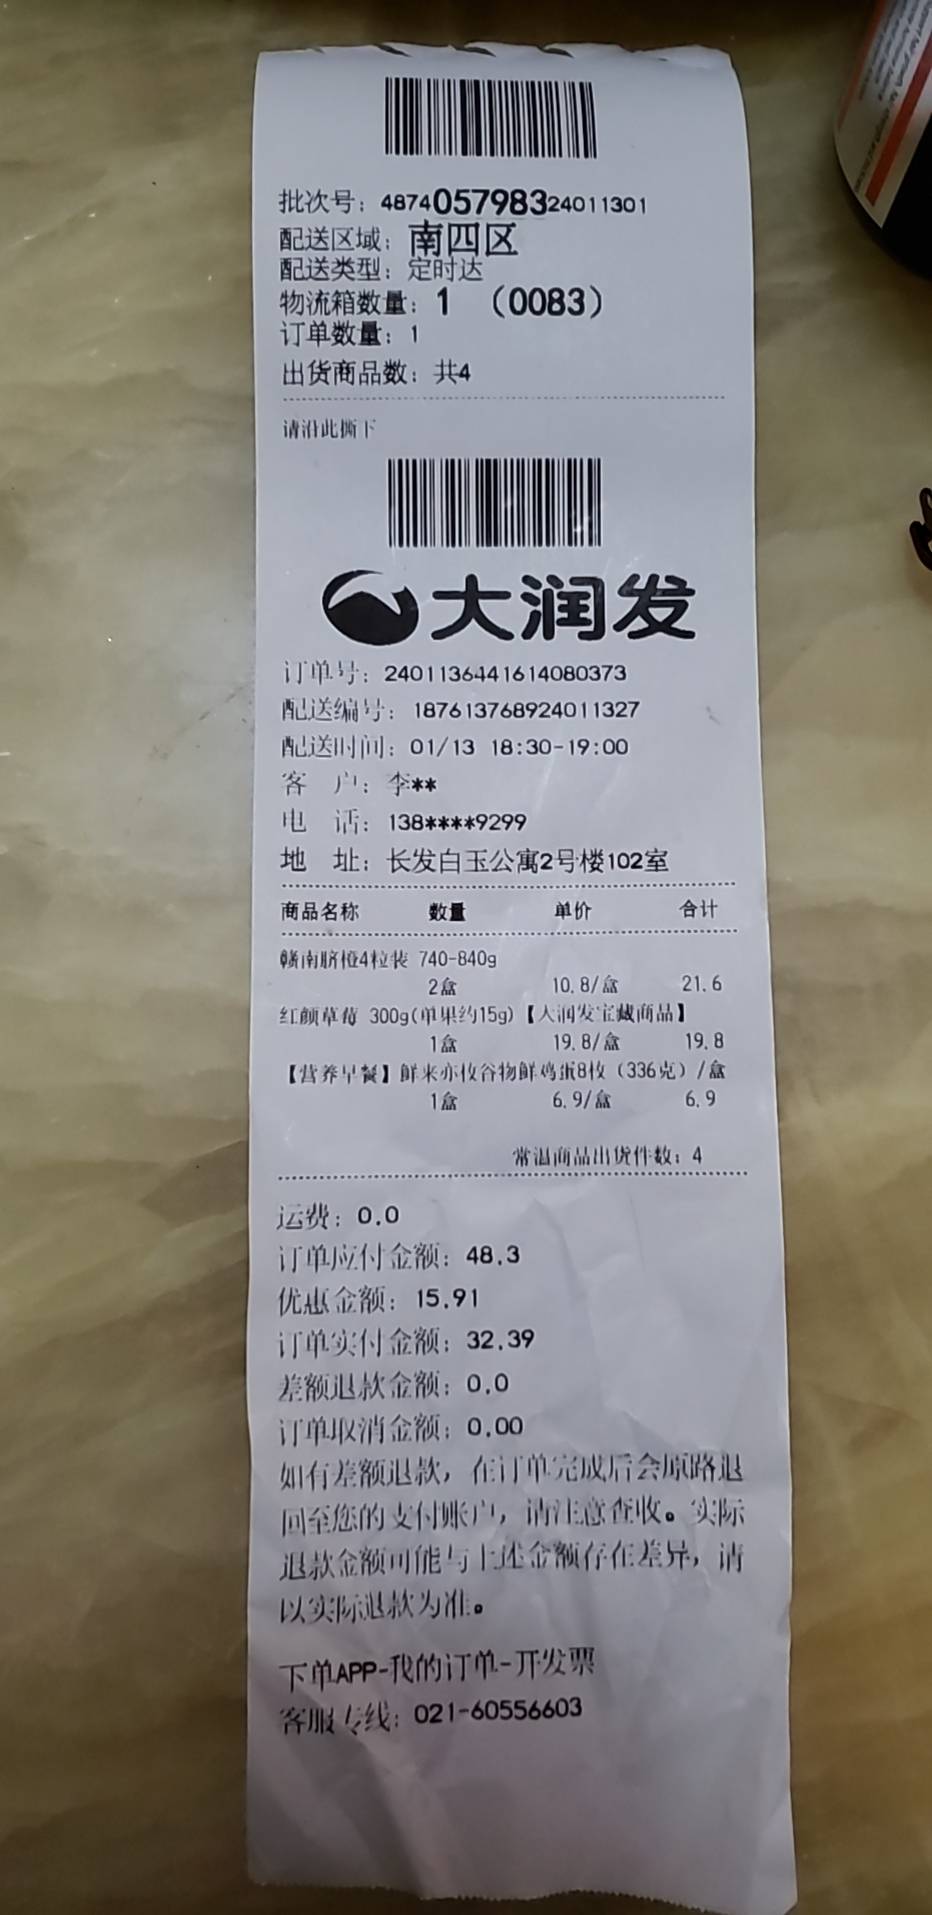 批次号：487405798324011301
配送区域：南四区
配送类型：定时达
物流箱数量：1 （0083）
订单数量：1
出货商品数：共4
请沿此撕下
大润发
订单号：2401136441614080373
配送编号：187613768924011327
配送时间：01/13 18:30-19:00
客 户：李**
电 话：138****9299
地 址：长发白玉公寓2号楼102室
商品名称 数量 单价 合计
赣南脐橙4粒装 740-840g
2盒 10.8/盒 21.6
红颜草莓 300g(单果约15g)【大润发宝藏商品】
1盒 19.8/盒 19.8
【营养早餐】鲜来亦枚谷物鲜鸡蛋8枚（336克）/盒
1盒 6.9/盒 6.9
常温商品出货件数：4
运费：0.0
订单应付金额：48.3
优惠金额：15.91
订单实付金额：32.39
差额退款金额：0.0
订单取消金额：0.00
如有差额退款，在订单完成后会原路退
回至您的支付账户，请注意查收。实际
退款金额可能与上述金额存在差异，请
以实际退款为准。
下单APP-我的订单-开发票
客服专线：021-60556603